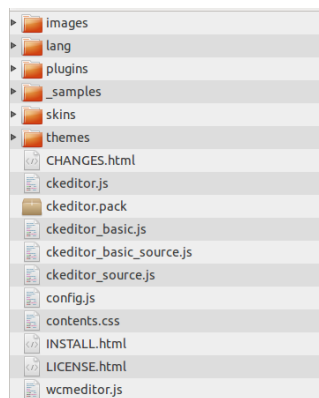 images
lang
plugins
_samples
skins
themes
CHANGES.html
ckeditor.js
ckeditor.pack
ckeditor_basic.js
ckeditor_basic_source.js
ckeditor_source.js
config.js
contents.css
INSTALL.html
LICENSE.html
wcmeditor.js